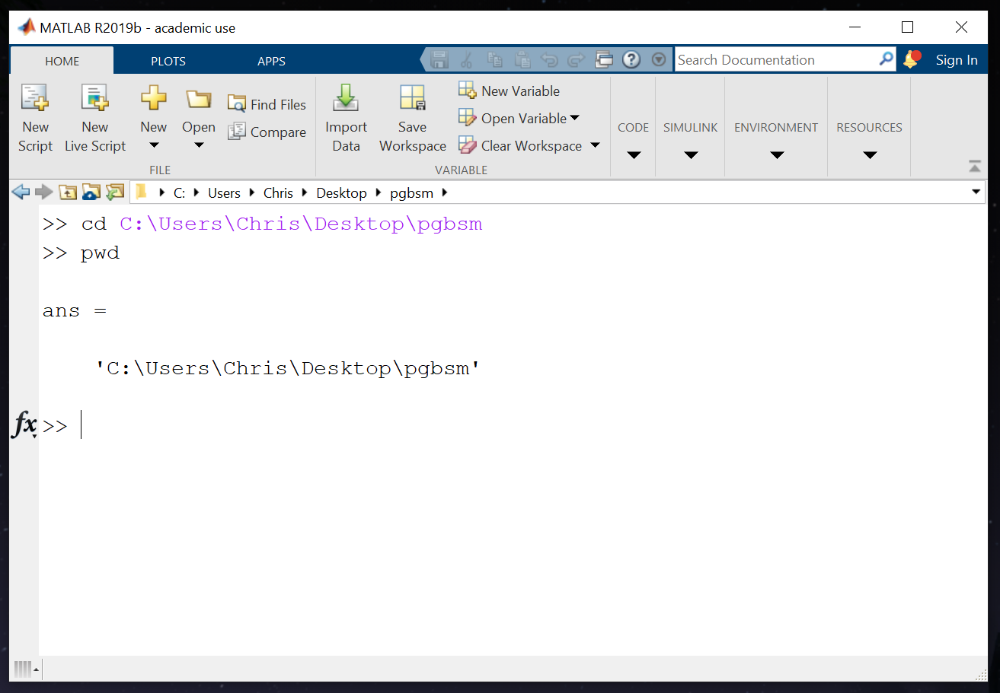 MATLAB R2019b - academic use
HOME PLOTS APPS Search Documentation Sign In
New Script
New Live Script
New
Open
Find Files
Compare
FILE
Import Data
Save Workspace
New Variable
Open Variable
Clear Workspace
VARIABLE
CODE
SIMULINK
ENVIRONMENT
RESOURCES
C: Users Chris Desktop pgbsm
>> cd C:\Users\Chris\Desktop\pgbsm
>> pwd
ans =
'C:\Users\Chris\Desktop\pgbsm'
fx >>